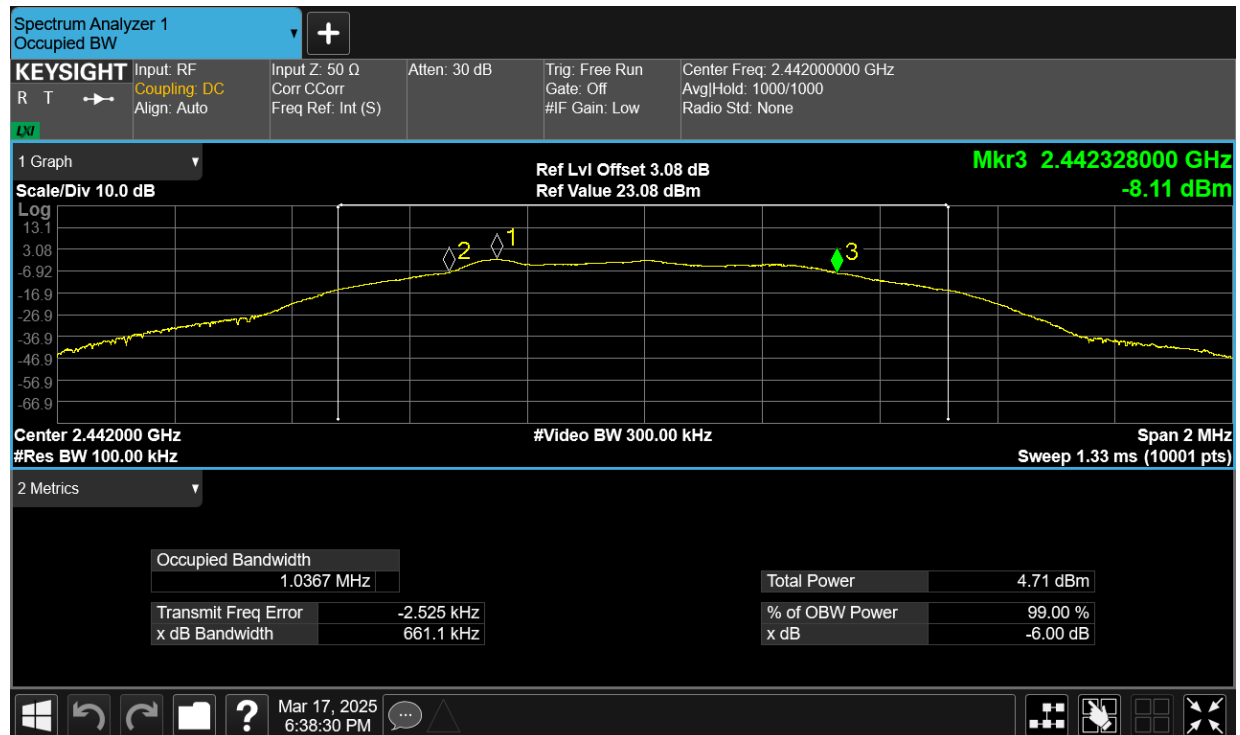 Spectrum Analyzer 1
Occupied BW
KEYSIGHT
R T
LXI
Input: RF
Coupling: DC
Align: Auto
Input Z: 50 Ω
Corr CCorr
Freq Ref: Int (S)
Atten: 30 dB
Trig: Free Run
Gate: Off
#IF Gain: Low
Center Freq: 2.442000000 GHz
Avg|Hold: 1000/1000
Radio Std: None
1 Graph
Scale/Div 10.0 dB
Ref Lvl Offset 3.08 dB
Ref Value 23.08 dBm
Mkr3 2.442328000 GHz
-8.11 dBm
Log
13.1
3.08
-6.92
-16.9
-26.9
-36.9
-46.9
-56.9
-66.9
2
1
3
Center 2.442000 GHz
#Res BW 100.00 kHz
#Video BW 300.00 kHz
Span 2 MHz
Sweep 1.33 ms (10001 pts)
2 Metrics
Occupied Bandwidth
1.0367 MHz
Transmit Freq Error -2.525 kHz
x dB Bandwidth 661.1 kHz
Total Power 4.71 dBm
% of OBW Power 99.00 %
x dB -6.00 dB
?
Mar 17, 2025
6:38:30 PM